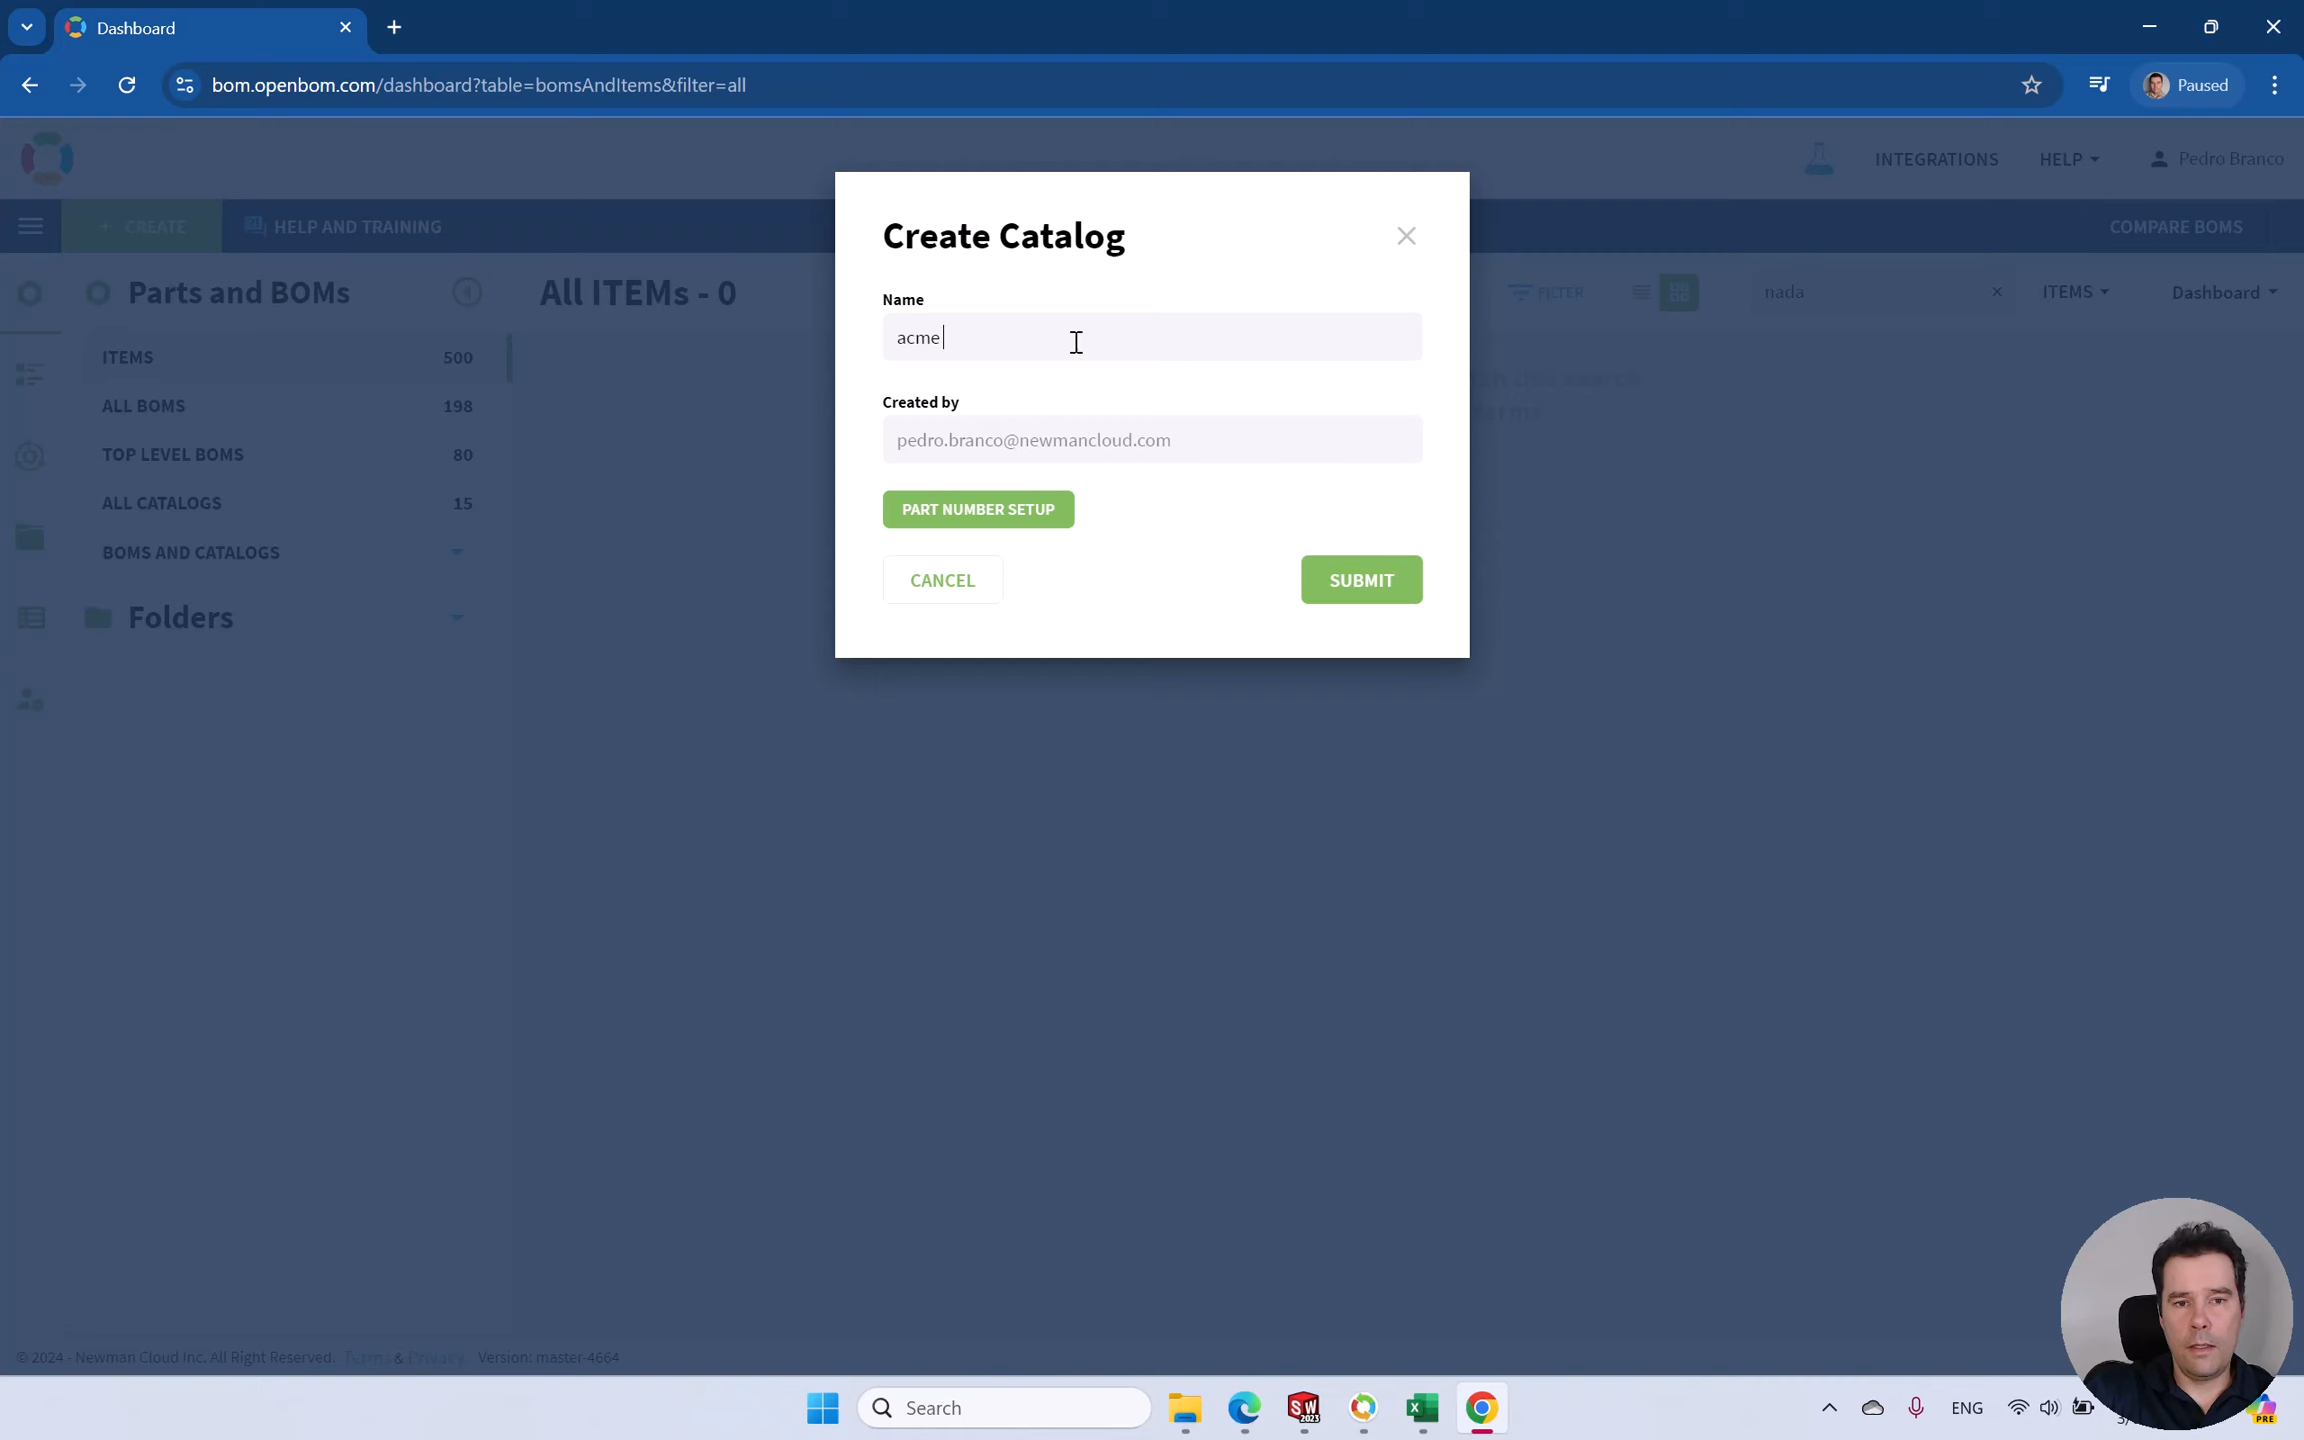 Dashboard
bom.openbom.com/dashboard?table=bomsAndItems&filter=all
Paused
INTEGRATIONS
HELP
Pedro Branco
+ CREATE
HELP AND TRAINING
COMPARE BOMS
Parts and BOMs
All ITEMs - 0
FILTER
nada
ITEMS
Dashboard
ITEMS 500
ALL BOMS 198
TOP LEVEL BOMS 80
ALL CATALOGS 15
BOMS AND CATALOGS
Folders
Create Catalog
Name
acme
Created by
pedro.branco@newmancloud.com
PART NUMBER SETUP
CANCEL
SUBMIT
© 2024 - Newman Cloud Inc. All Right Reserved. Terms & Privacy Version: master-4664
Search
SW
2023
ENG
PRE